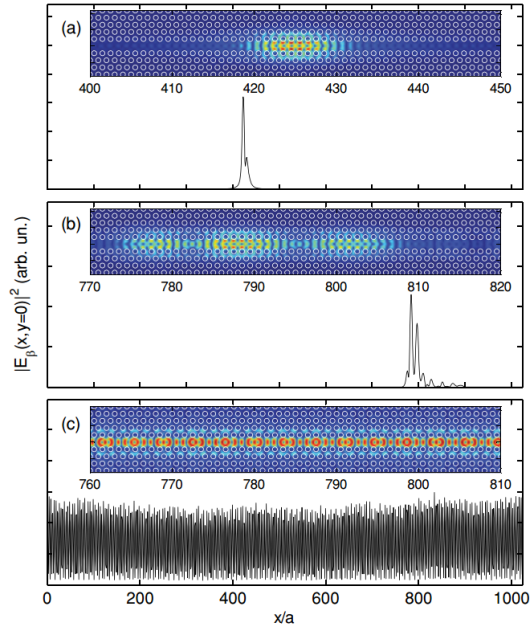 (a)
400 410 420 430 440 450
(b)
770 780 790 800 810 820
|E_β(x,y=0)|² (arb. un.)
(c)
760 770 780 790 800 810
0 200 400 600 800 1000
x/a